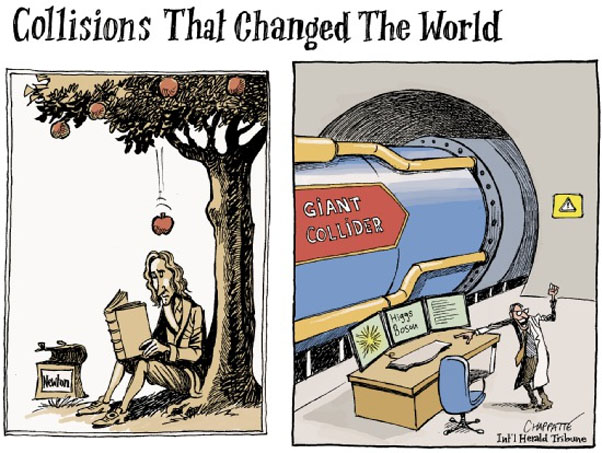 Collisions That Changed The World
Newton
GIANT
COLLIDER
Higgs
Boson
CHAPPATTE
Int'l Herald Tribune